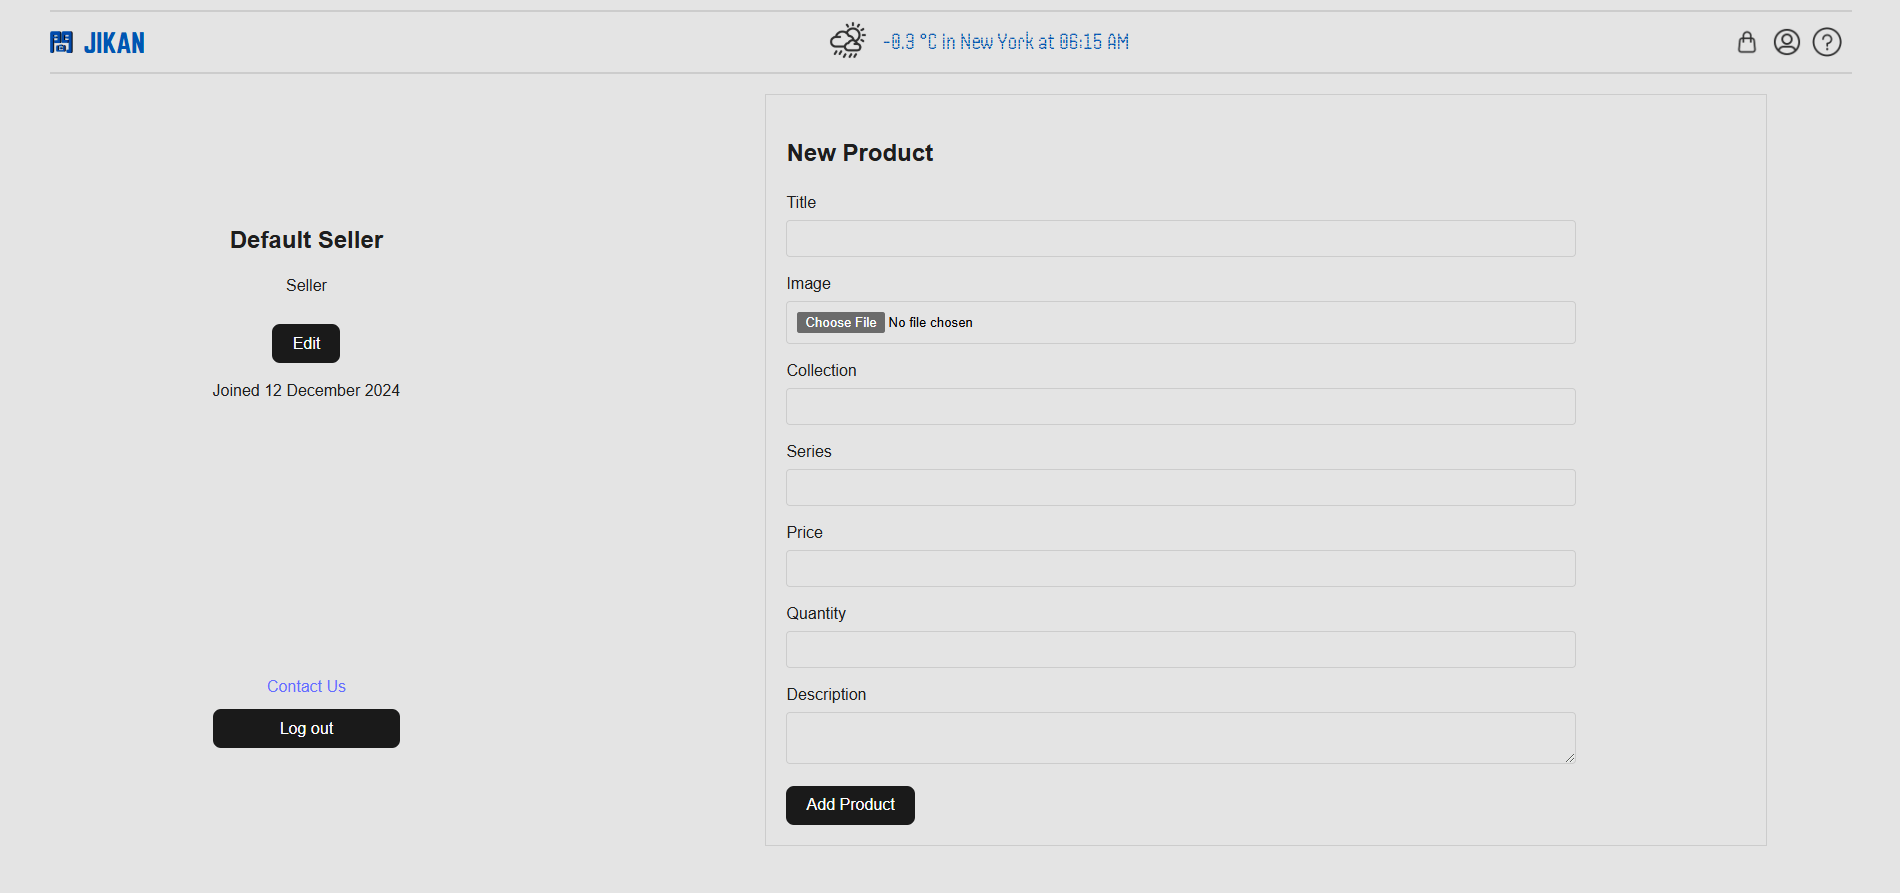 JIKAN
-0.3 °C in New York at 06:15 AM
Default Seller
Seller
Edit
Joined 12 December 2024
Contact Us
Log out
New Product
Title
Image
Choose File No file chosen
Collection
Series
Price
Quantity
Description
Add Product